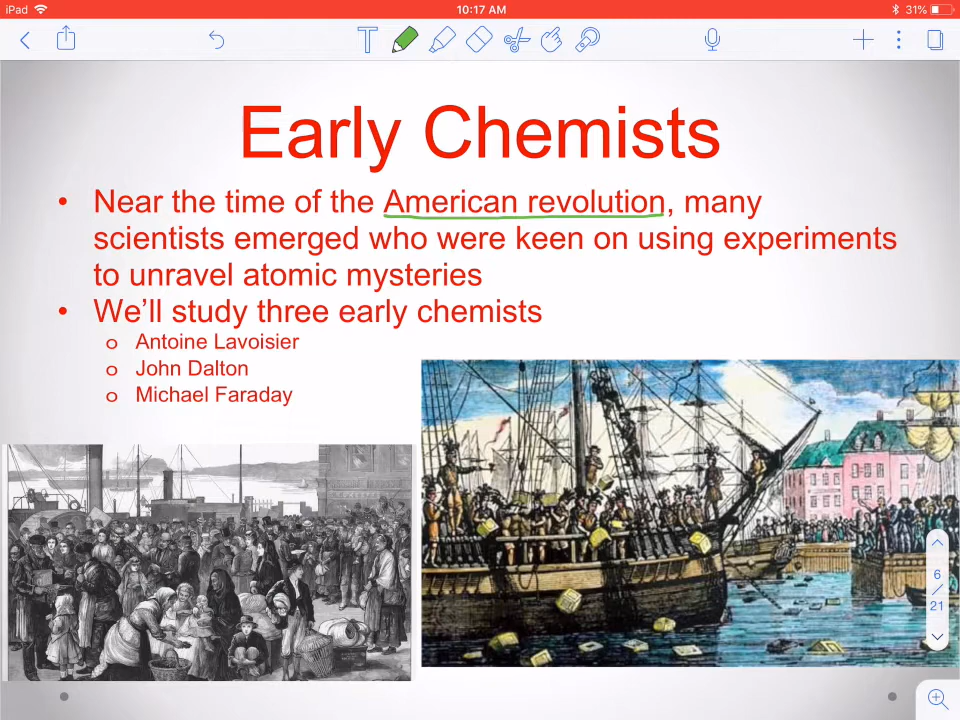 iPad 10:17 AM 31%
T
Early Chemists
• Near the time of the American revolution, many
scientists emerged who were keen on using experiments
to unravel atomic mysteries
• We’ll study three early chemists
o Antoine Lavoisier
o John Dalton
o Michael Faraday
6
/
21